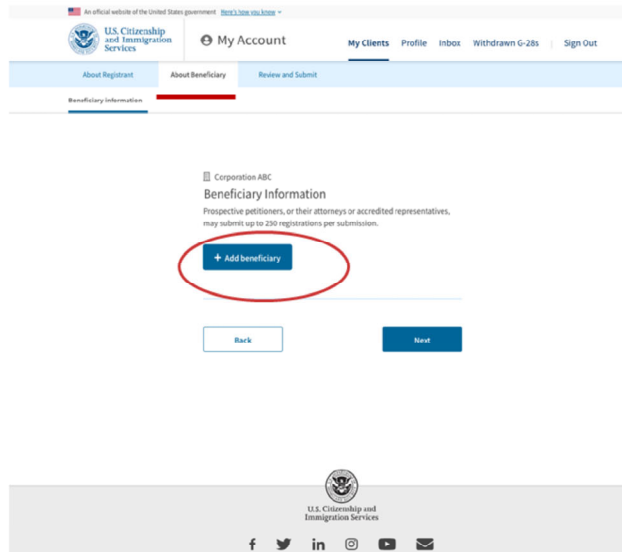 An official website of the United States government Here's how you know
U.S. Citizenship
and Immigration
Services
My Account
My Clients Profile Inbox Withdrawn G-28s Sign Out
About Registrant About Beneficiary Review and Submit
Beneficiary Information
Corporation ABC
Beneficiary Information
Prospective petitioners, or their attorneys or accredited representatives,
may submit up to 250 registrations per submission.
+ Add beneficiary
Back Next
U.S. Citizenship and
Immigration Services